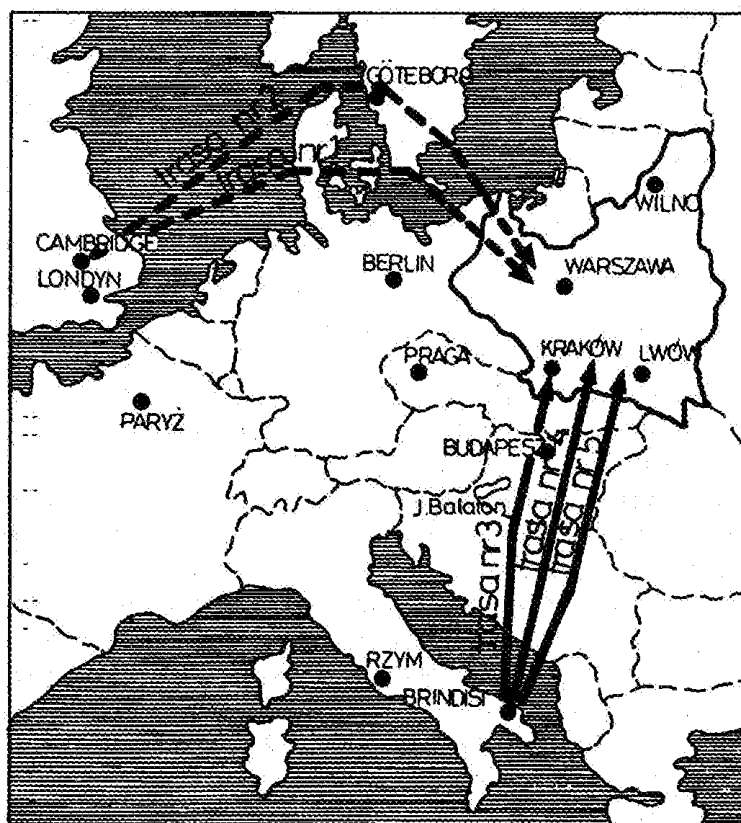 GÖTEBORG
trasa nr 2
trasa nr 1
WILNO
CAMBRIDGE
LONDYN
BERLIN
WARSZAWA
PRAGA
KRAKÓW
LWÓW
PARYŻ
BUDAPESZT
J.Balaton
trasa nr 3
trasa nr 4
trasa nr 5
RZYM
BRINDISI